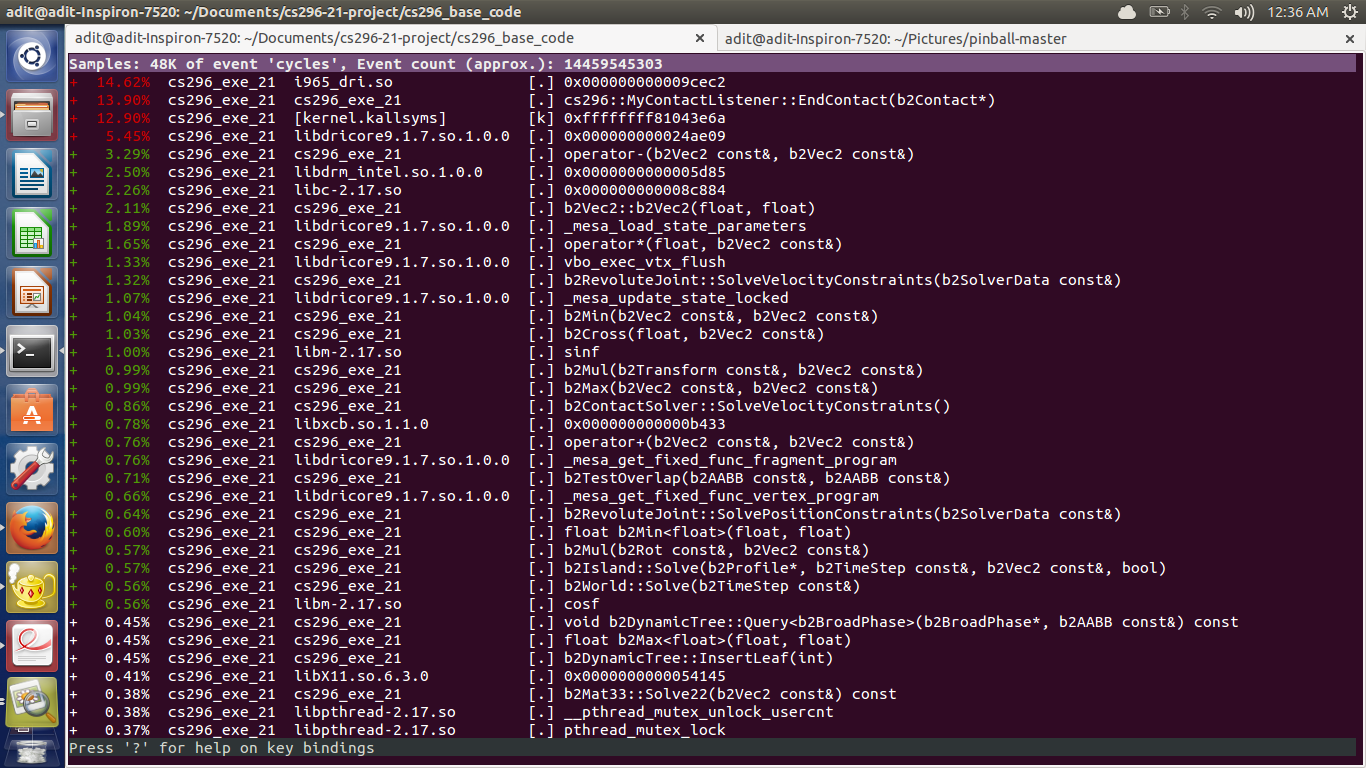 adit@adit-Inspiron-7520: ~/Documents/cs296-21-project/cs296_base_code
12:36 AM
adit@adit-Inspiron-7520: ~/Documents/cs296-21-project/cs296_base_code × adit@adit-Inspiron-7520: ~/Pictures/pinball-master ×
Samples: 48K of event 'cycles', Event count (approx.): 14459545303
+ 14.62% cs296_exe_21 i965_dri.so [.] 0x000000000009cec2
+ 13.90% cs296_exe_21 cs296_exe_21 [.] cs296::MyContactListener::EndContact(b2Contact*)
+ 12.90% cs296_exe_21 [kernel.kallsyms] [k] 0xffffffff81043e6a
+ 5.45% cs296_exe_21 libdricore9.1.7.so.1.0.0 [.] 0x000000000024ae09
+ 3.29% cs296_exe_21 cs296_exe_21 [.] operator-(b2Vec2 const&, b2Vec2 const&)
+ 2.50% cs296_exe_21 libdrm_intel.so.1.0.0 [.] 0x0000000000005d85
+ 2.26% cs296_exe_21 libc-2.17.so [.] 0x000000000008c884
+ 2.11% cs296_exe_21 cs296_exe_21 [.] b2Vec2::b2Vec2(float, float)
+ 1.89% cs296_exe_21 libdricore9.1.7.so.1.0.0 [.] _mesa_load_state_parameters
+ 1.65% cs296_exe_21 cs296_exe_21 [.] operator*(float, b2Vec2 const&)
+ 1.33% cs296_exe_21 libdricore9.1.7.so.1.0.0 [.] vbo_exec_vtx_flush
+ 1.32% cs296_exe_21 cs296_exe_21 [.] b2RevoluteJoint::SolveVelocityConstraints(b2SolverData const&)
+ 1.07% cs296_exe_21 libdricore9.1.7.so.1.0.0 [.] _mesa_update_state_locked
+ 1.04% cs296_exe_21 cs296_exe_21 [.] b2Min(b2Vec2 const&, b2Vec2 const&)
+ 1.03% cs296_exe_21 cs296_exe_21 [.] b2Cross(float, b2Vec2 const&)
+ 1.00% cs296_exe_21 libm-2.17.so [.] sinf
+ 0.99% cs296_exe_21 cs296_exe_21 [.] b2Mul(b2Transform const&, b2Vec2 const&)
+ 0.99% cs296_exe_21 cs296_exe_21 [.] b2Max(b2Vec2 const&, b2Vec2 const&)
+ 0.86% cs296_exe_21 cs296_exe_21 [.] b2ContactSolver::SolveVelocityConstraints()
+ 0.78% cs296_exe_21 libxcb.so.1.1.0 [.] 0x000000000000b433
+ 0.76% cs296_exe_21 cs296_exe_21 [.] operator+(b2Vec2 const&, b2Vec2 const&)
+ 0.76% cs296_exe_21 libdricore9.1.7.so.1.0.0 [.] _mesa_get_fixed_func_fragment_program
+ 0.71% cs296_exe_21 cs296_exe_21 [.] b2TestOverlap(b2AABB const&, b2AABB const&)
+ 0.66% cs296_exe_21 libdricore9.1.7.so.1.0.0 [.] _mesa_get_fixed_func_vertex_program
+ 0.64% cs296_exe_21 cs296_exe_21 [.] b2RevoluteJoint::SolvePositionConstraints(b2SolverData const&)
+ 0.60% cs296_exe_21 cs296_exe_21 [.] float b2Min<float>(float, float)
+ 0.57% cs296_exe_21 cs296_exe_21 [.] b2Mul(b2Rot const&, b2Vec2 const&)
+ 0.57% cs296_exe_21 cs296_exe_21 [.] b2Island::Solve(b2Profile*, b2TimeStep const&, b2Vec2 const&, bool)
+ 0.56% cs296_exe_21 cs296_exe_21 [.] b2World::Solve(b2TimeStep const&)
+ 0.56% cs296_exe_21 libm-2.17.so [.] cosf
+ 0.45% cs296_exe_21 cs296_exe_21 [.] void b2DynamicTree::Query<b2BroadPhase>(b2BroadPhase*, b2AABB const&) const
+ 0.45% cs296_exe_21 cs296_exe_21 [.] float b2Max<float>(float, float)
+ 0.45% cs296_exe_21 cs296_exe_21 [.] b2DynamicTree::InsertLeaf(int)
+ 0.41% cs296_exe_21 libX11.so.6.3.0 [.] 0x0000000000054145
+ 0.38% cs296_exe_21 cs296_exe_21 [.] b2Mat33::Solve22(b2Vec2 const&) const
+ 0.38% cs296_exe_21 libpthread-2.17.so [.] __pthread_mutex_unlock_usercnt
+ 0.37% cs296_exe_21 libpthread-2.17.so [.] pthread_mutex_lock
Press '?' for help on key bindings